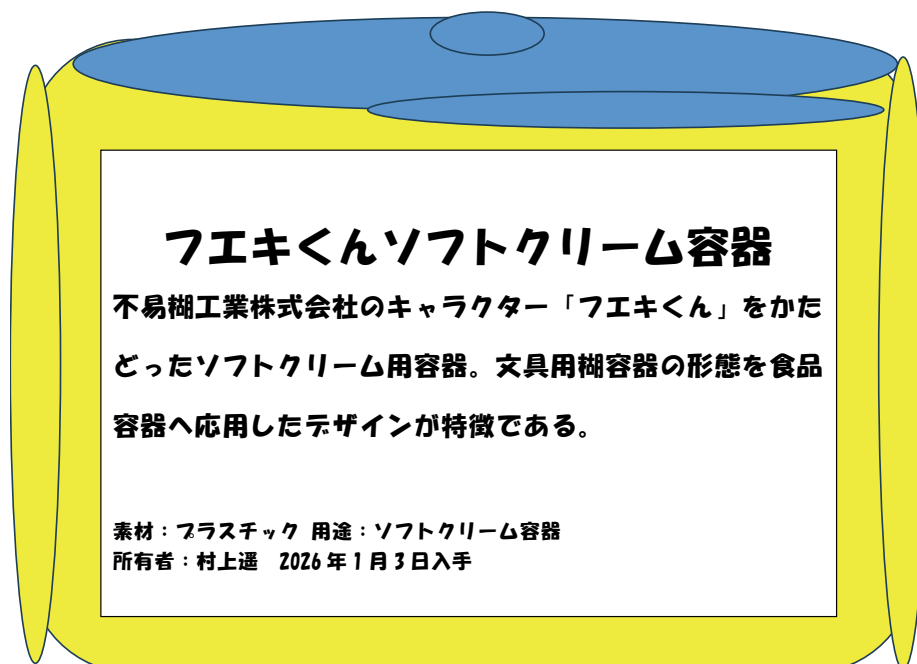 フエキくんソフトクリーム容器
不易糊工業株式会社のキャラクター「フエキくん」をかた
どったソフトクリーム用容器。文具用糊容器の形態を食品
容器へ応用したデザインが特徴である。
素材：プラスチック 用途：ソフトクリーム容器
所有者：村上遥　2026年1月3日入手